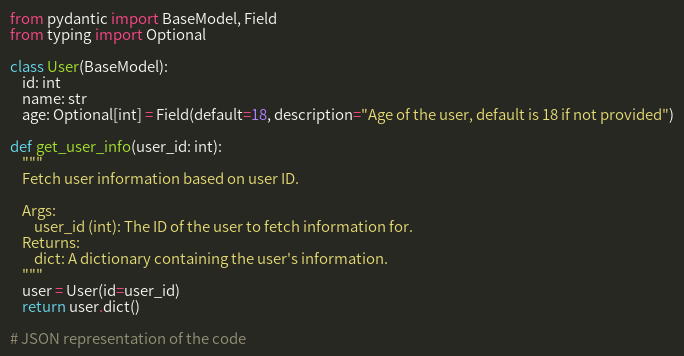 from pydantic import BaseModel, Field
from typing import Optional

class User(BaseModel):
    id: int
    name: str
    age: Optional[int] = Field(default=18, description="Age of the user, default is 18 if not provided")

def get_user_info(user_id: int):
    """
    Fetch user information based on user ID.

    Args:
        user_id (int): The ID of the user to fetch information for.
    Returns:
        dict: A dictionary containing the user's information.
    """
    user = User(id=user_id)
    return user.dict()

# JSON representation of the code